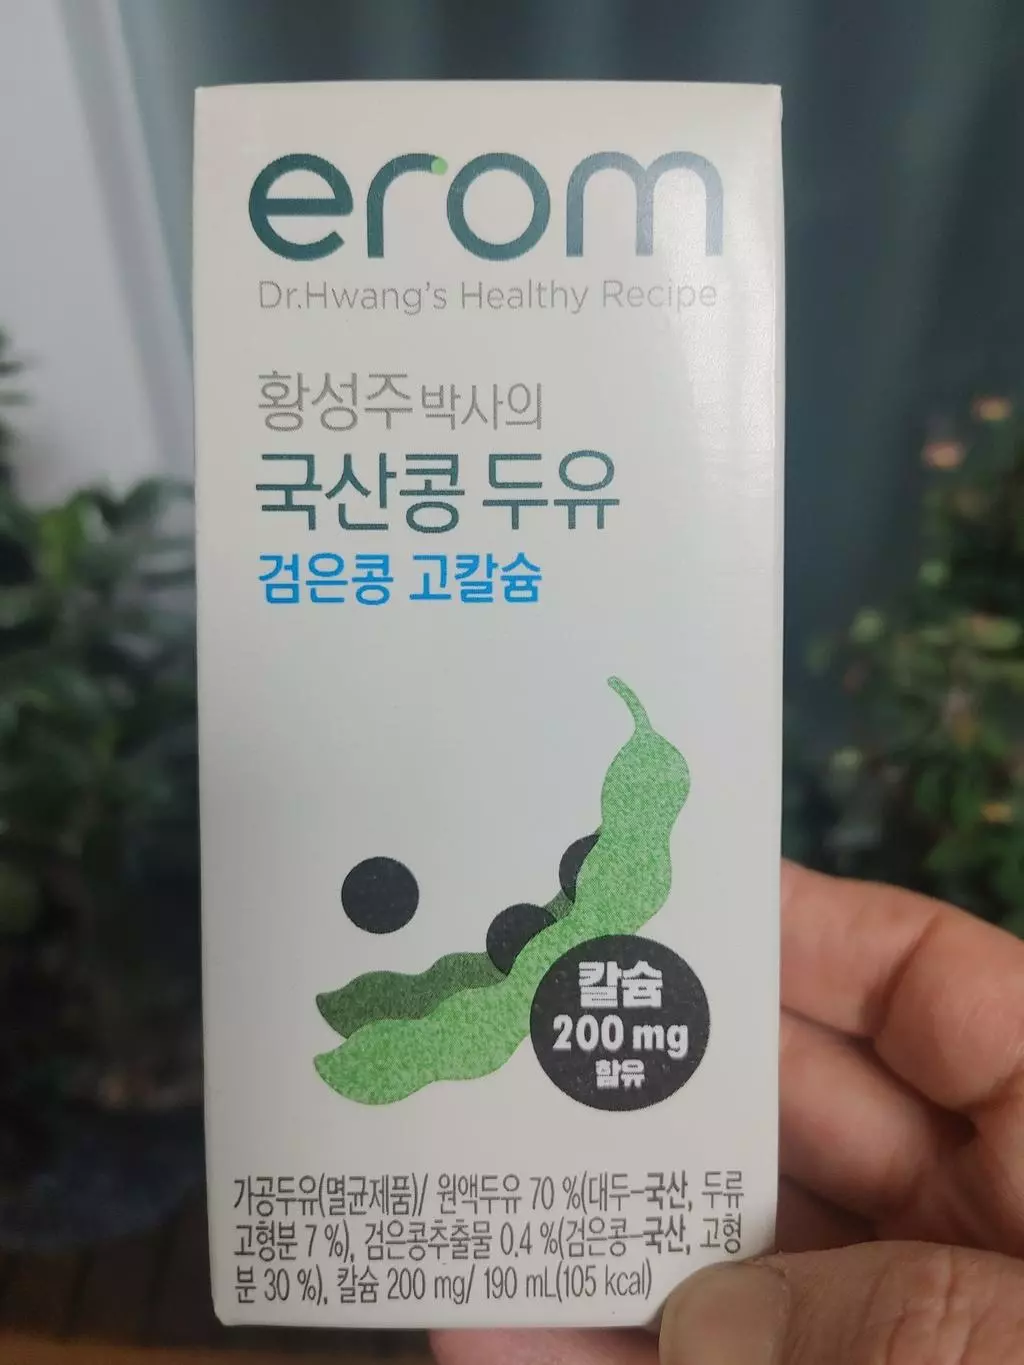 erom
Dr.Hwang's Healthy Recipe
황성주 박사의
국산콩 두유
검은콩 고칼슘
칼슘
200 mg
함유
가공두유(멸균제품)/ 원액두유 70 %(대두-국산, 두류
고형분 7 %), 검은콩추출물 0.4 %(검은콩-국산, 고형
분 30 %), 칼슘 200 mg/ 190 mL(105 kcal)